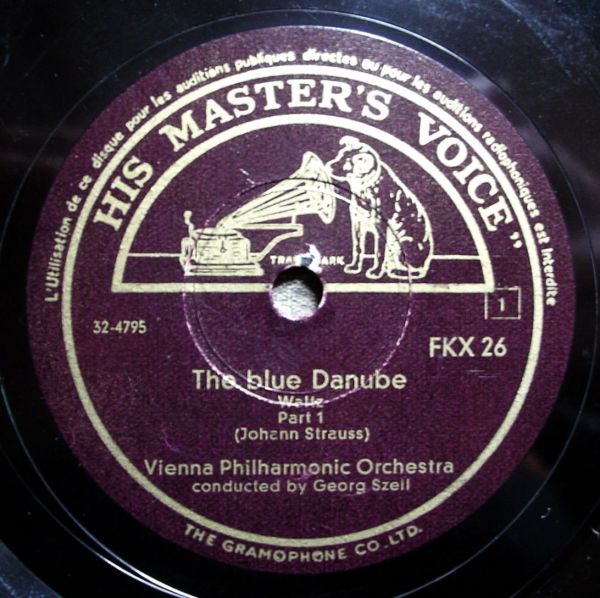 L'Utilisation de ce disque pour les auditions publiques directes ou pour les auditions radiophoniques est Interdite
"HIS MASTER'S VOICE"
TRADE MARK
1
32-4795
FKX 26
The blue Danube
Waltz
Part 1
(Johann Strauss)
Vienna Philharmonic Orchestra
conducted by Georg Szell
THE GRAMOPHONE CO. LTD.